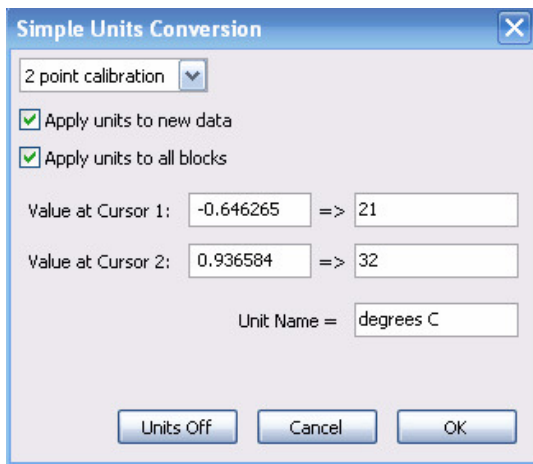 Simple Units Conversion
2 point calibration
Apply units to new data
Apply units to all blocks
Value at Cursor 1: -0.646265 => 21
Value at Cursor 2: 0.936584 => 32
Unit Name = degrees C
Units Off Cancel OK